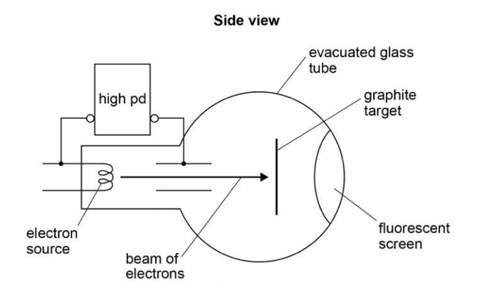 Side view
evacuated glass
tube
high pd
graphite
target
electron
source
beam of
electrons
fluorescent
screen